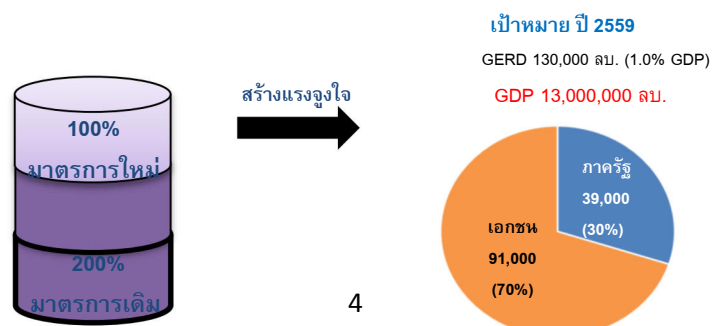 เป้าหมาย ปี 2559
GERD 130,000 ลบ. (1.0% GDP)
GDP 13,000,000 ลบ.
สร้างแรงจูงใจ
100%
มาตรการใหม่
200%
มาตรการเดิม
ภาครัฐ
39,000
(30%)
เอกชน
91,000
(70%)
4